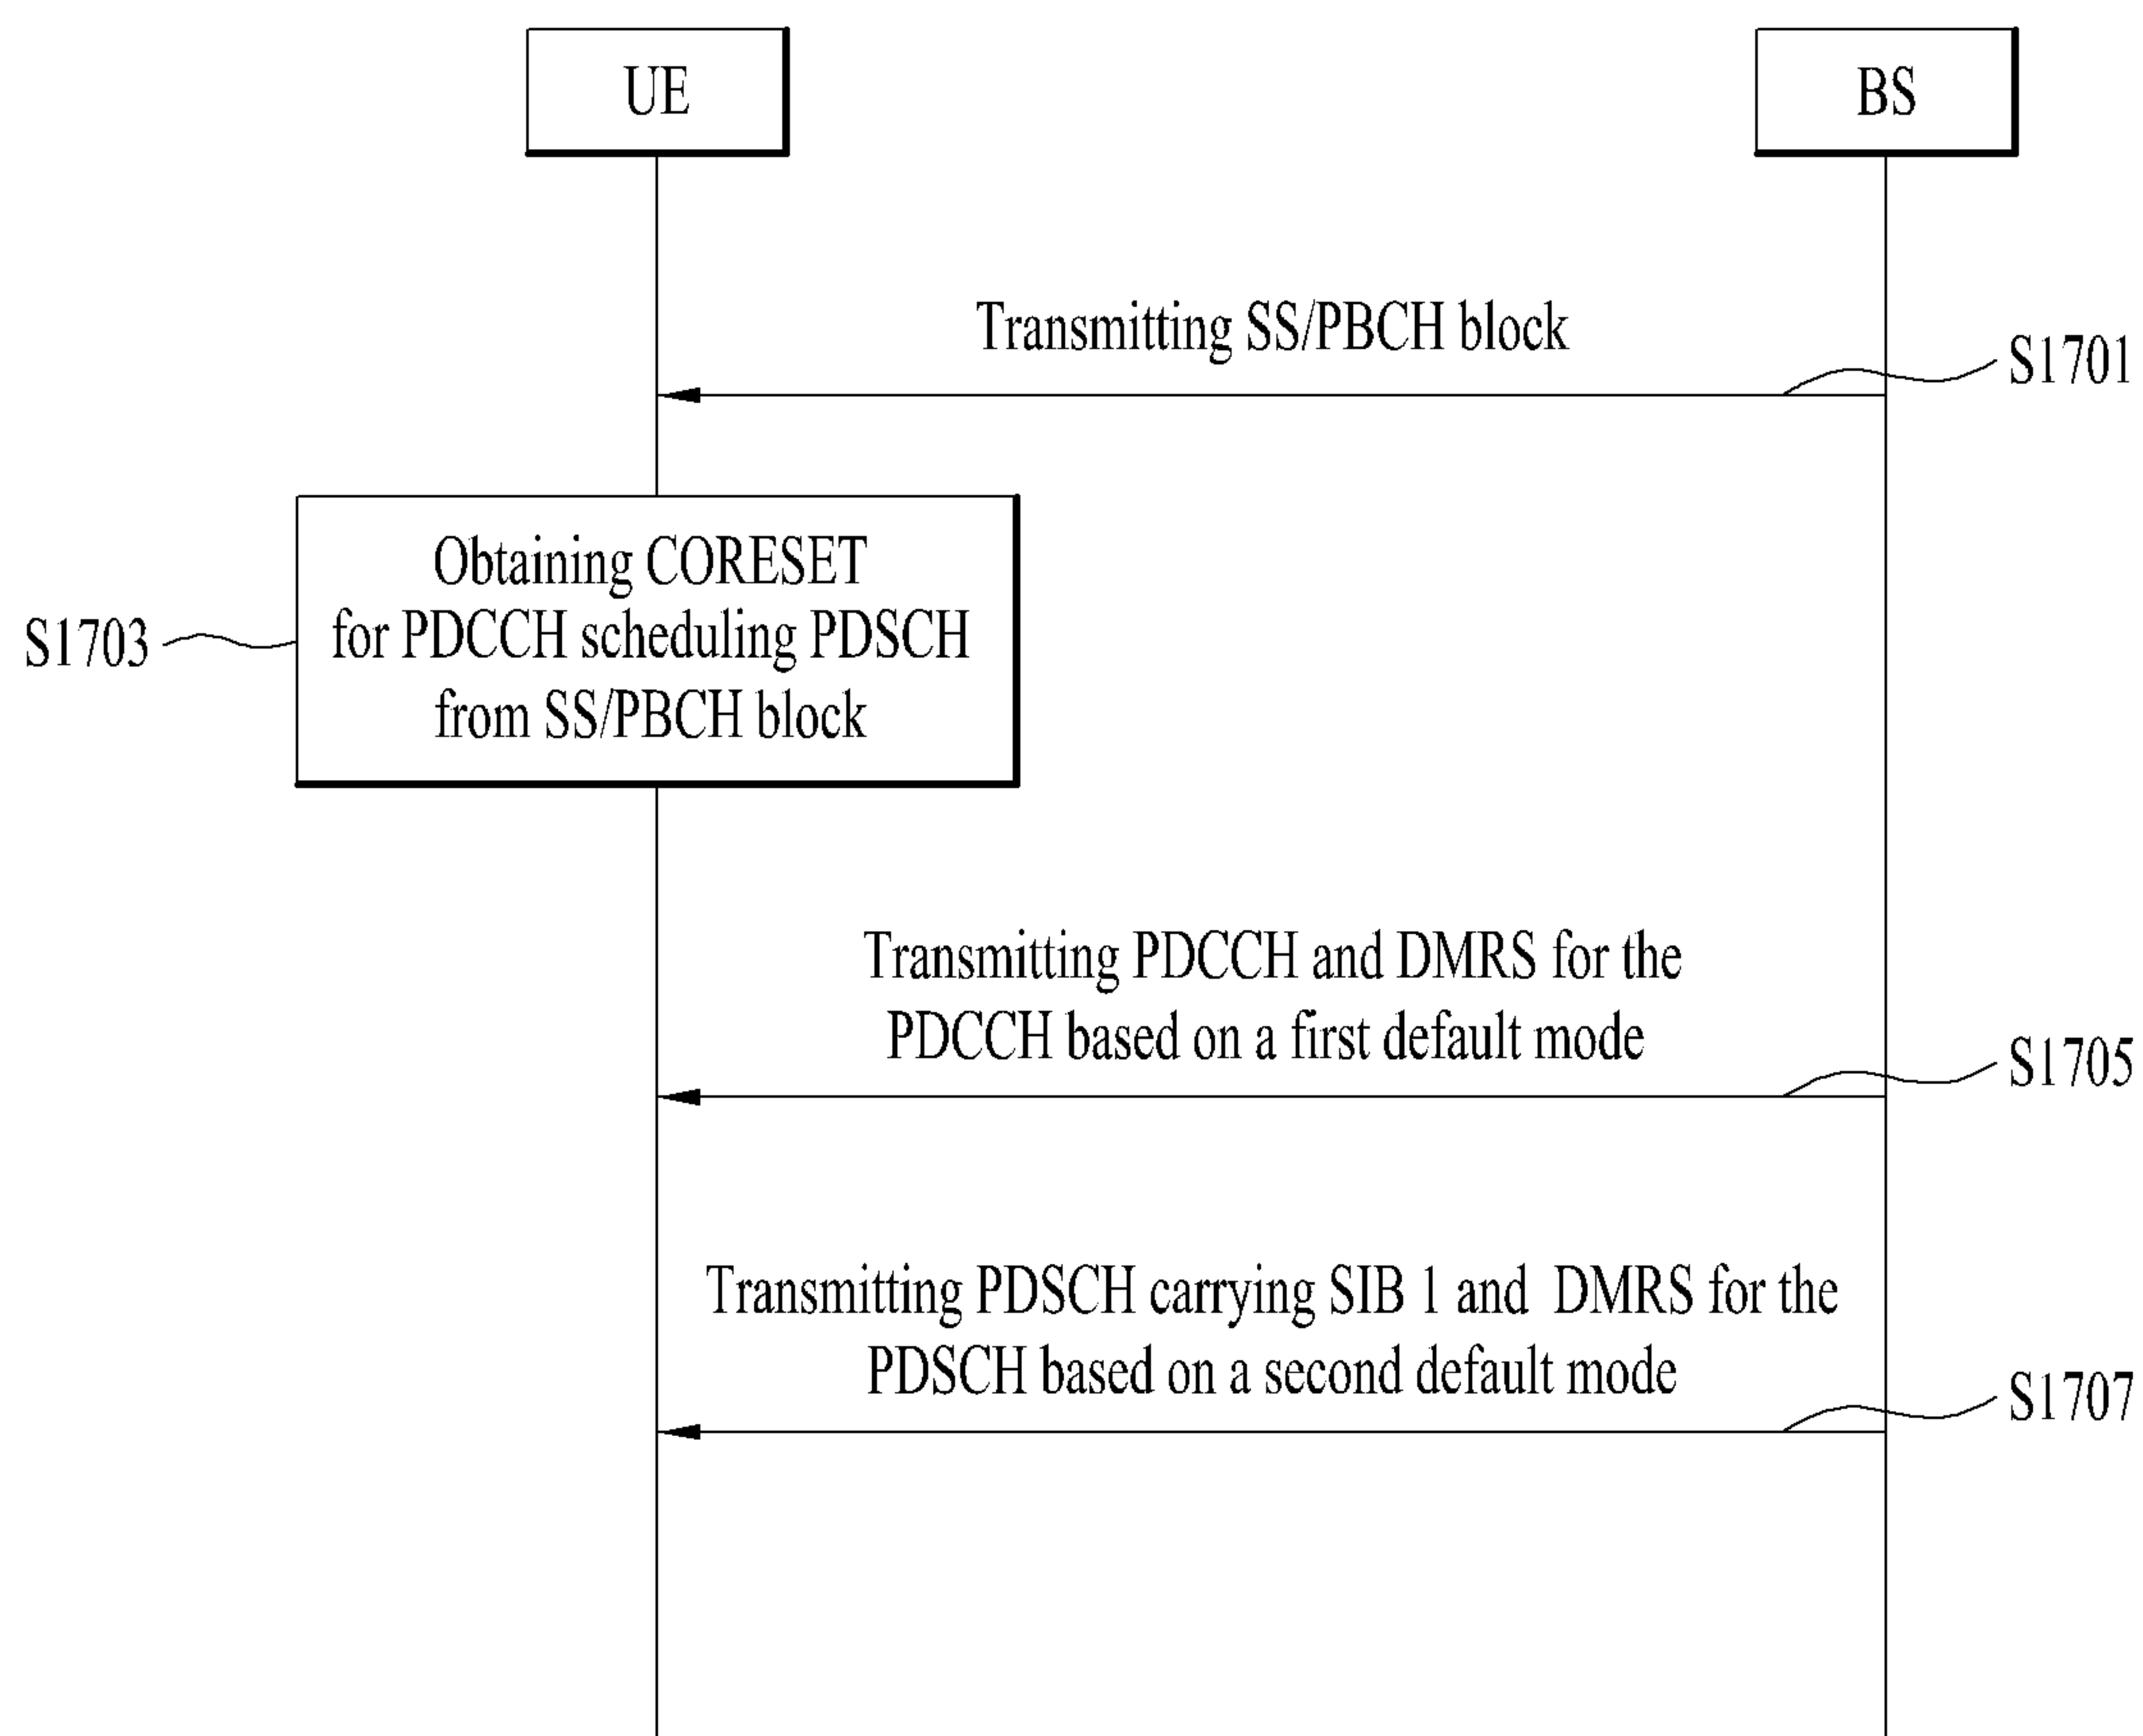 UE
BS
Transmitting SS/PBCH block
S1701
Obtaining CORESET
for PDCCH scheduling PDSCH
from SS/PBCH block
S1703
Transmitting PDCCH and DMRS for the
PDCCH based on a first default mode
S1705
Transmitting PDSCH carrying SIB 1 and DMRS for the
PDSCH based on a second default mode
S1707